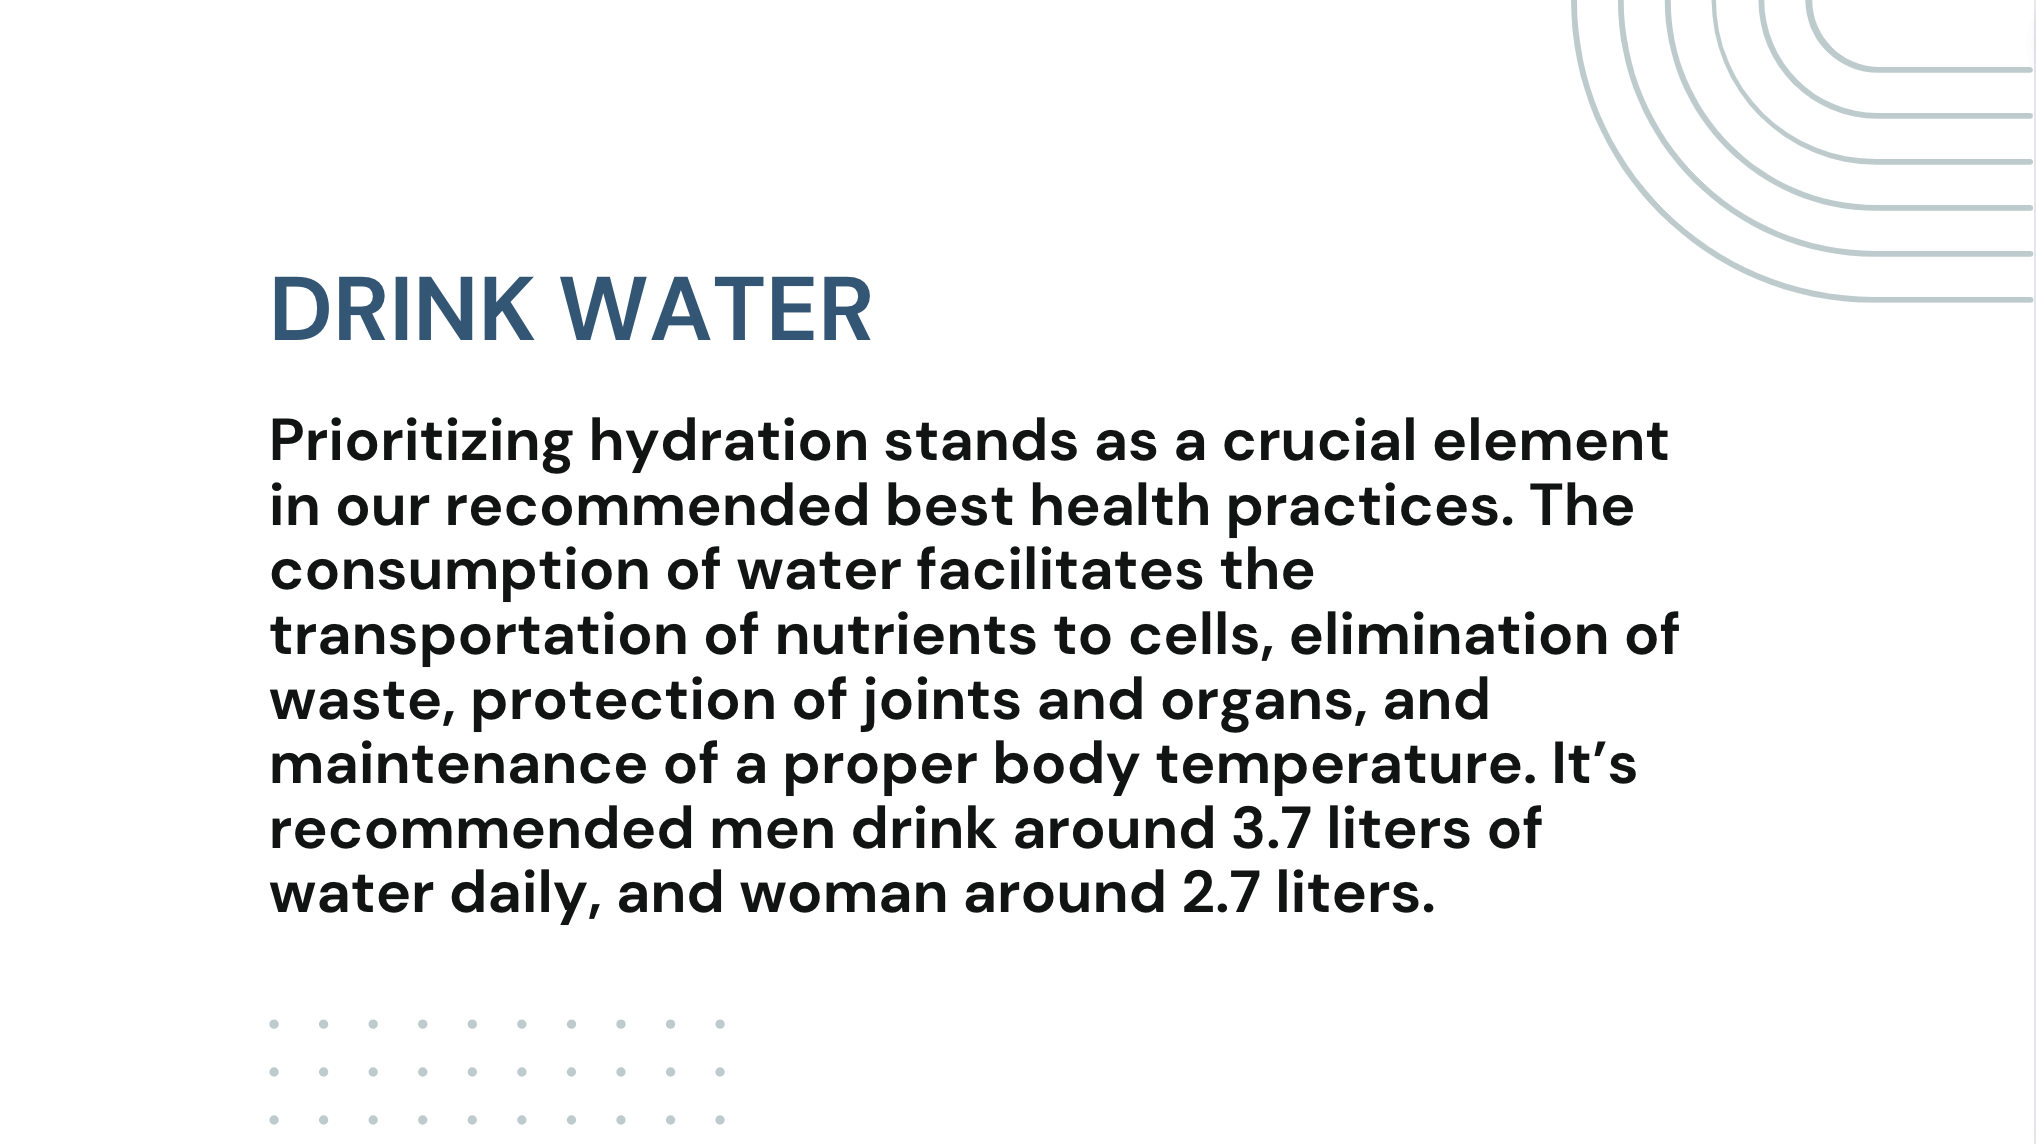 DRINK WATER
Prioritizing hydration stands as a crucial element
in our recommended best health practices. The
consumption of water facilitates the
transportation of nutrients to cells, elimination of
waste, protection of joints and organs, and
maintenance of a proper body temperature. It’s
recommended men drink around 3.7 liters of
water daily, and woman around 2.7 liters.